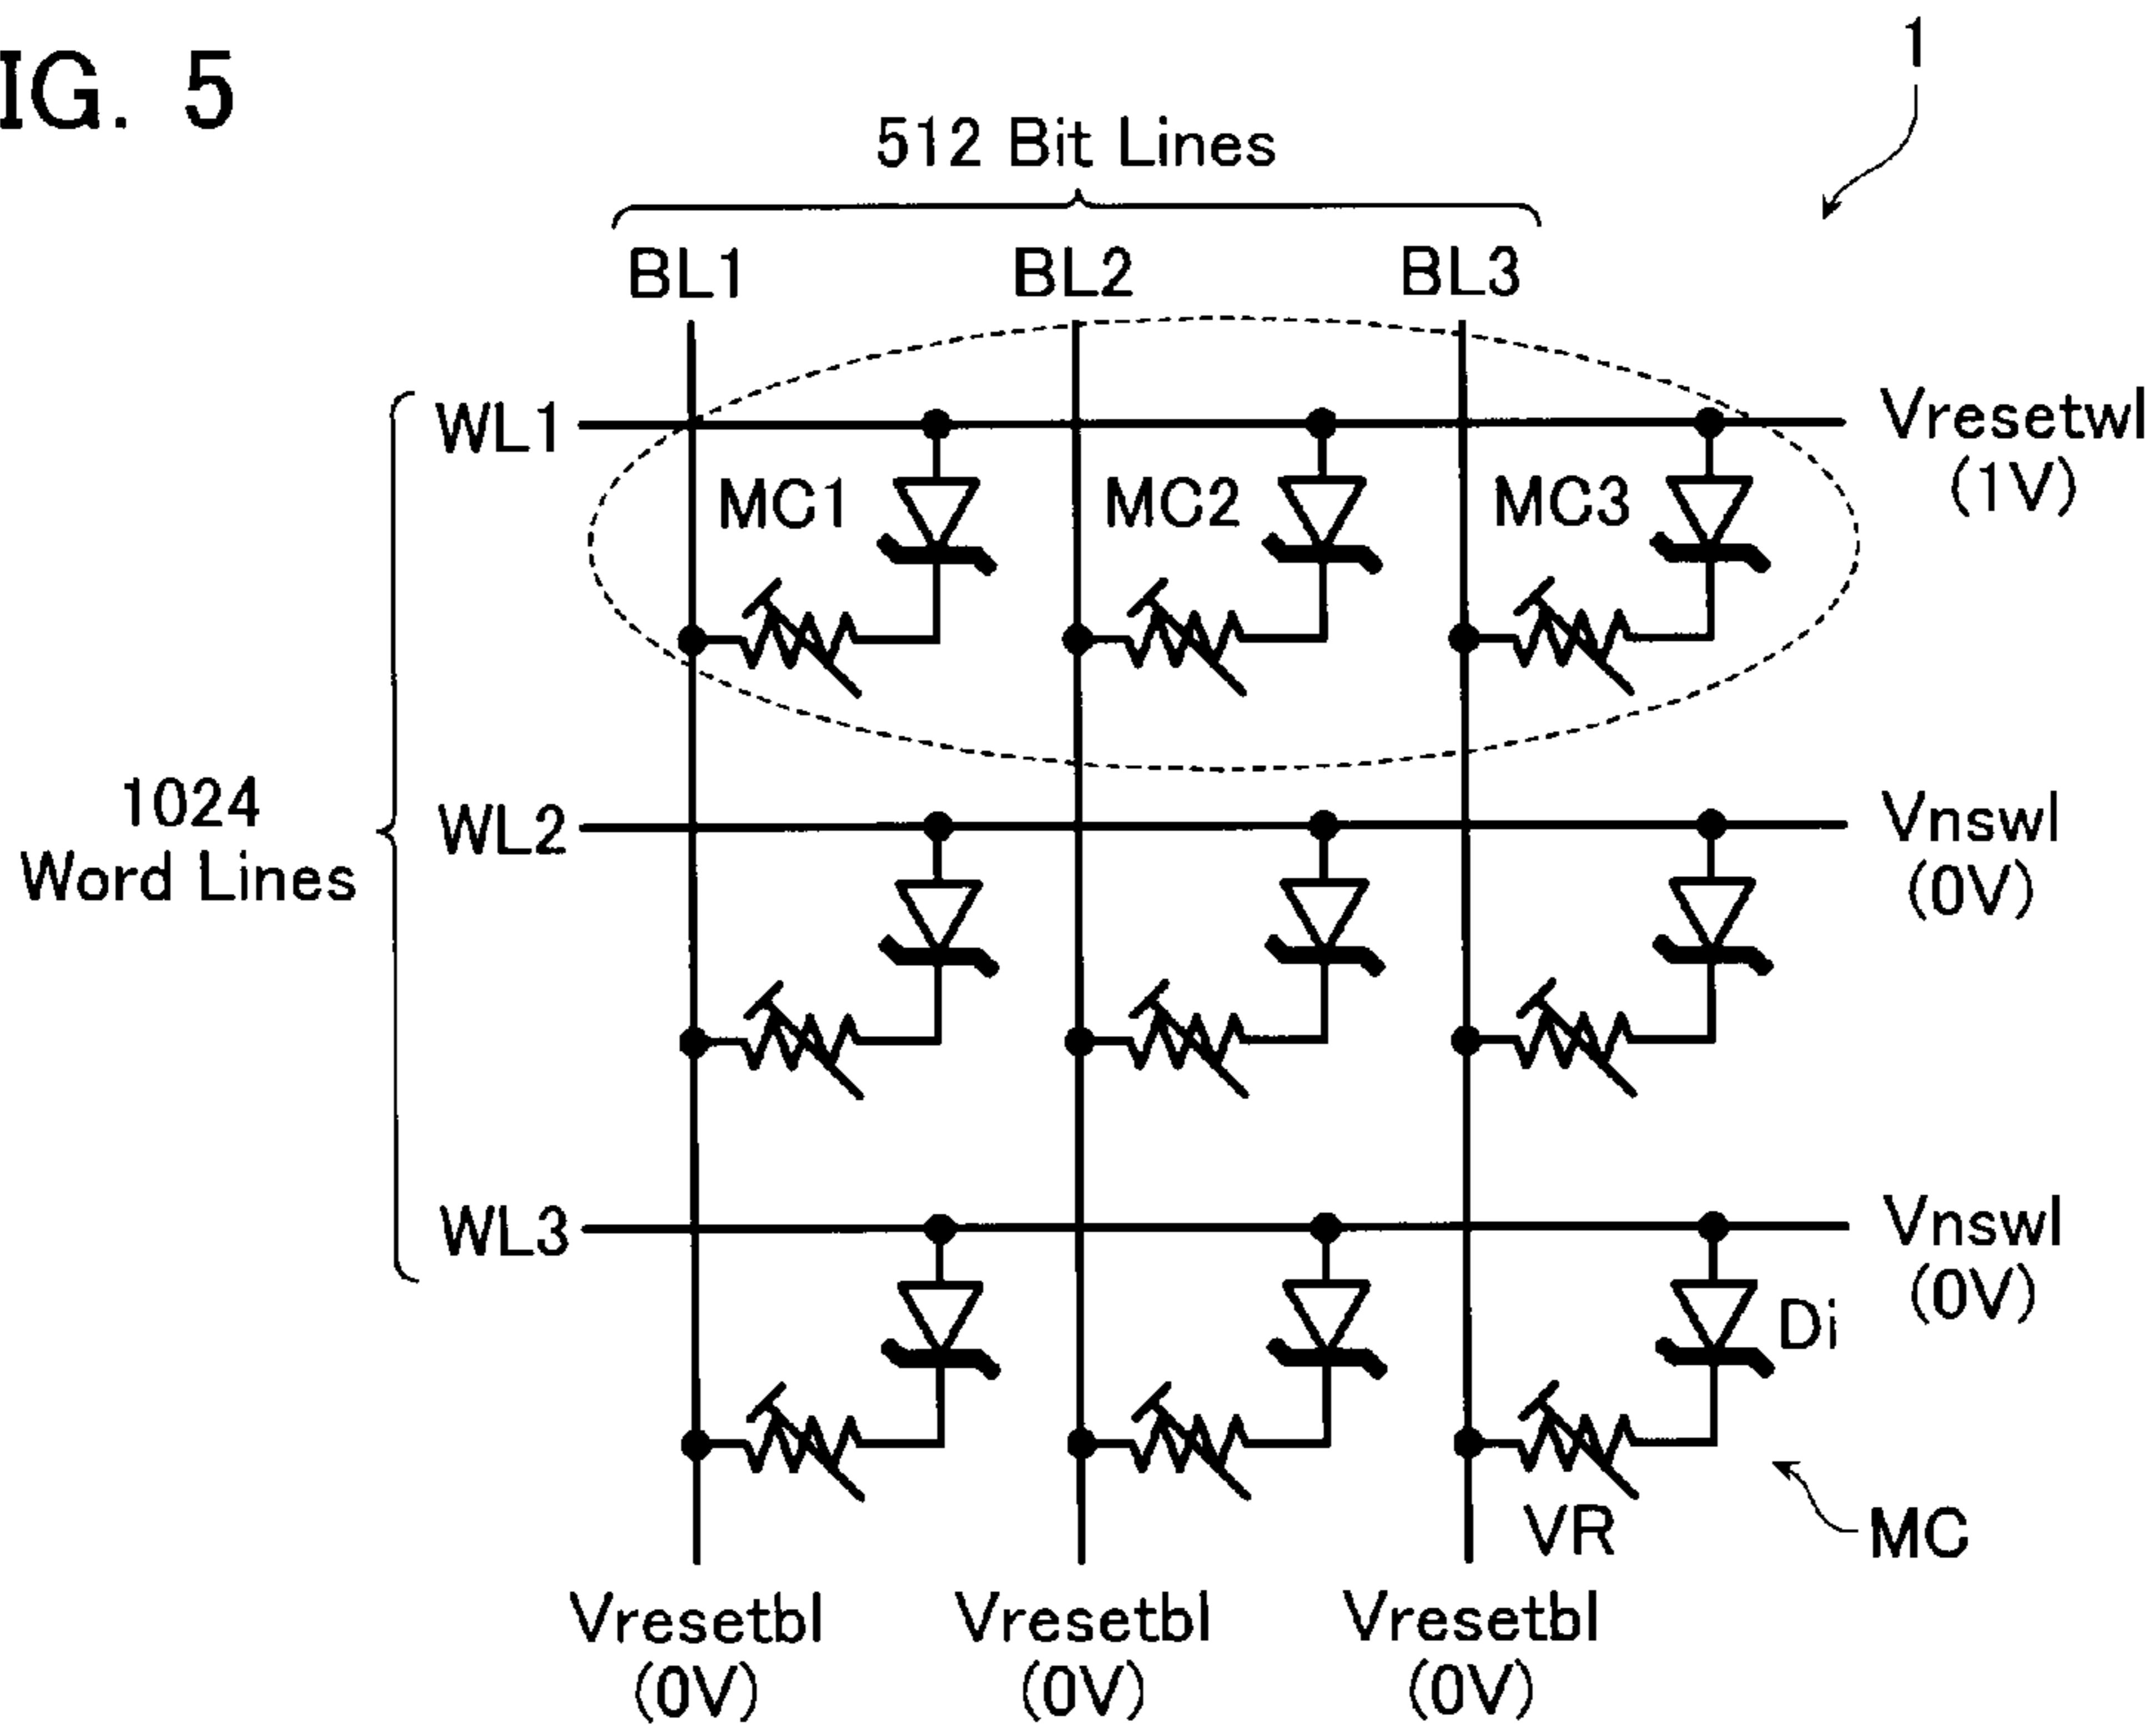 IG. 5
1
512 Bit Lines
BL1 BL2 BL3
WL1
Vresetwl
(1V)
MC1 MC2 MC3
1024
Word Lines
WL2
Vnswl
(0V)
WL3
Vnswl
(0V)
Di
VR
MC
Vresetbl Vresetbl Vresetbl
(0V) (0V) (0V)